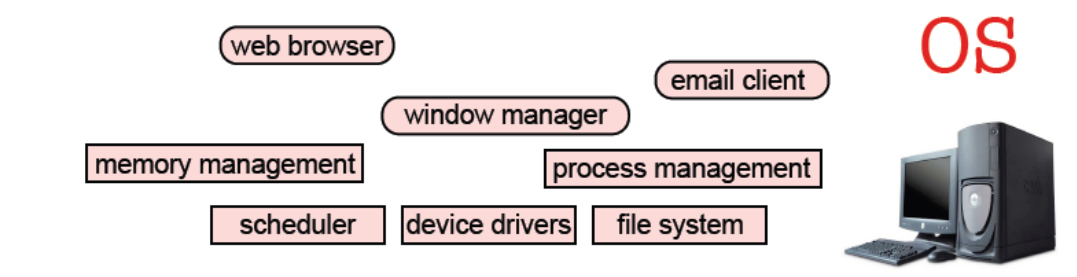 OS
web browser
email client
window manager
memory management
process management
scheduler
device drivers
file system